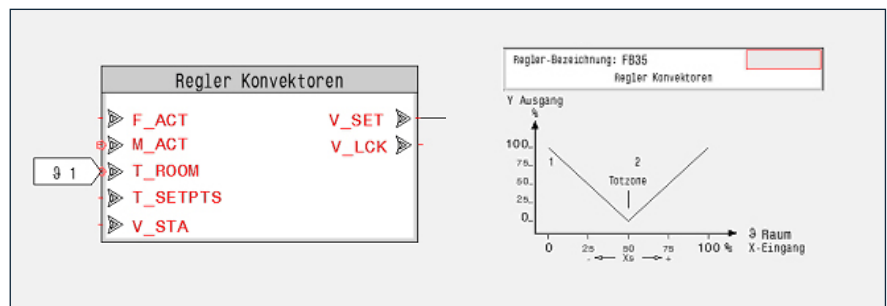 Regler Konvektoren
F_ACT
M_ACT
T_ROOM
T_SETPTS
V_STA
V_SET
V_LCK
ϑ 1
Regler-Bezeichnung: FB35
Regler Konvektoren
Y Ausgang
%
100
75
50
25
0
1
2
Totzone
0 25 50 75 100 %
- Xs +
ϑ Raum
X-Eingang